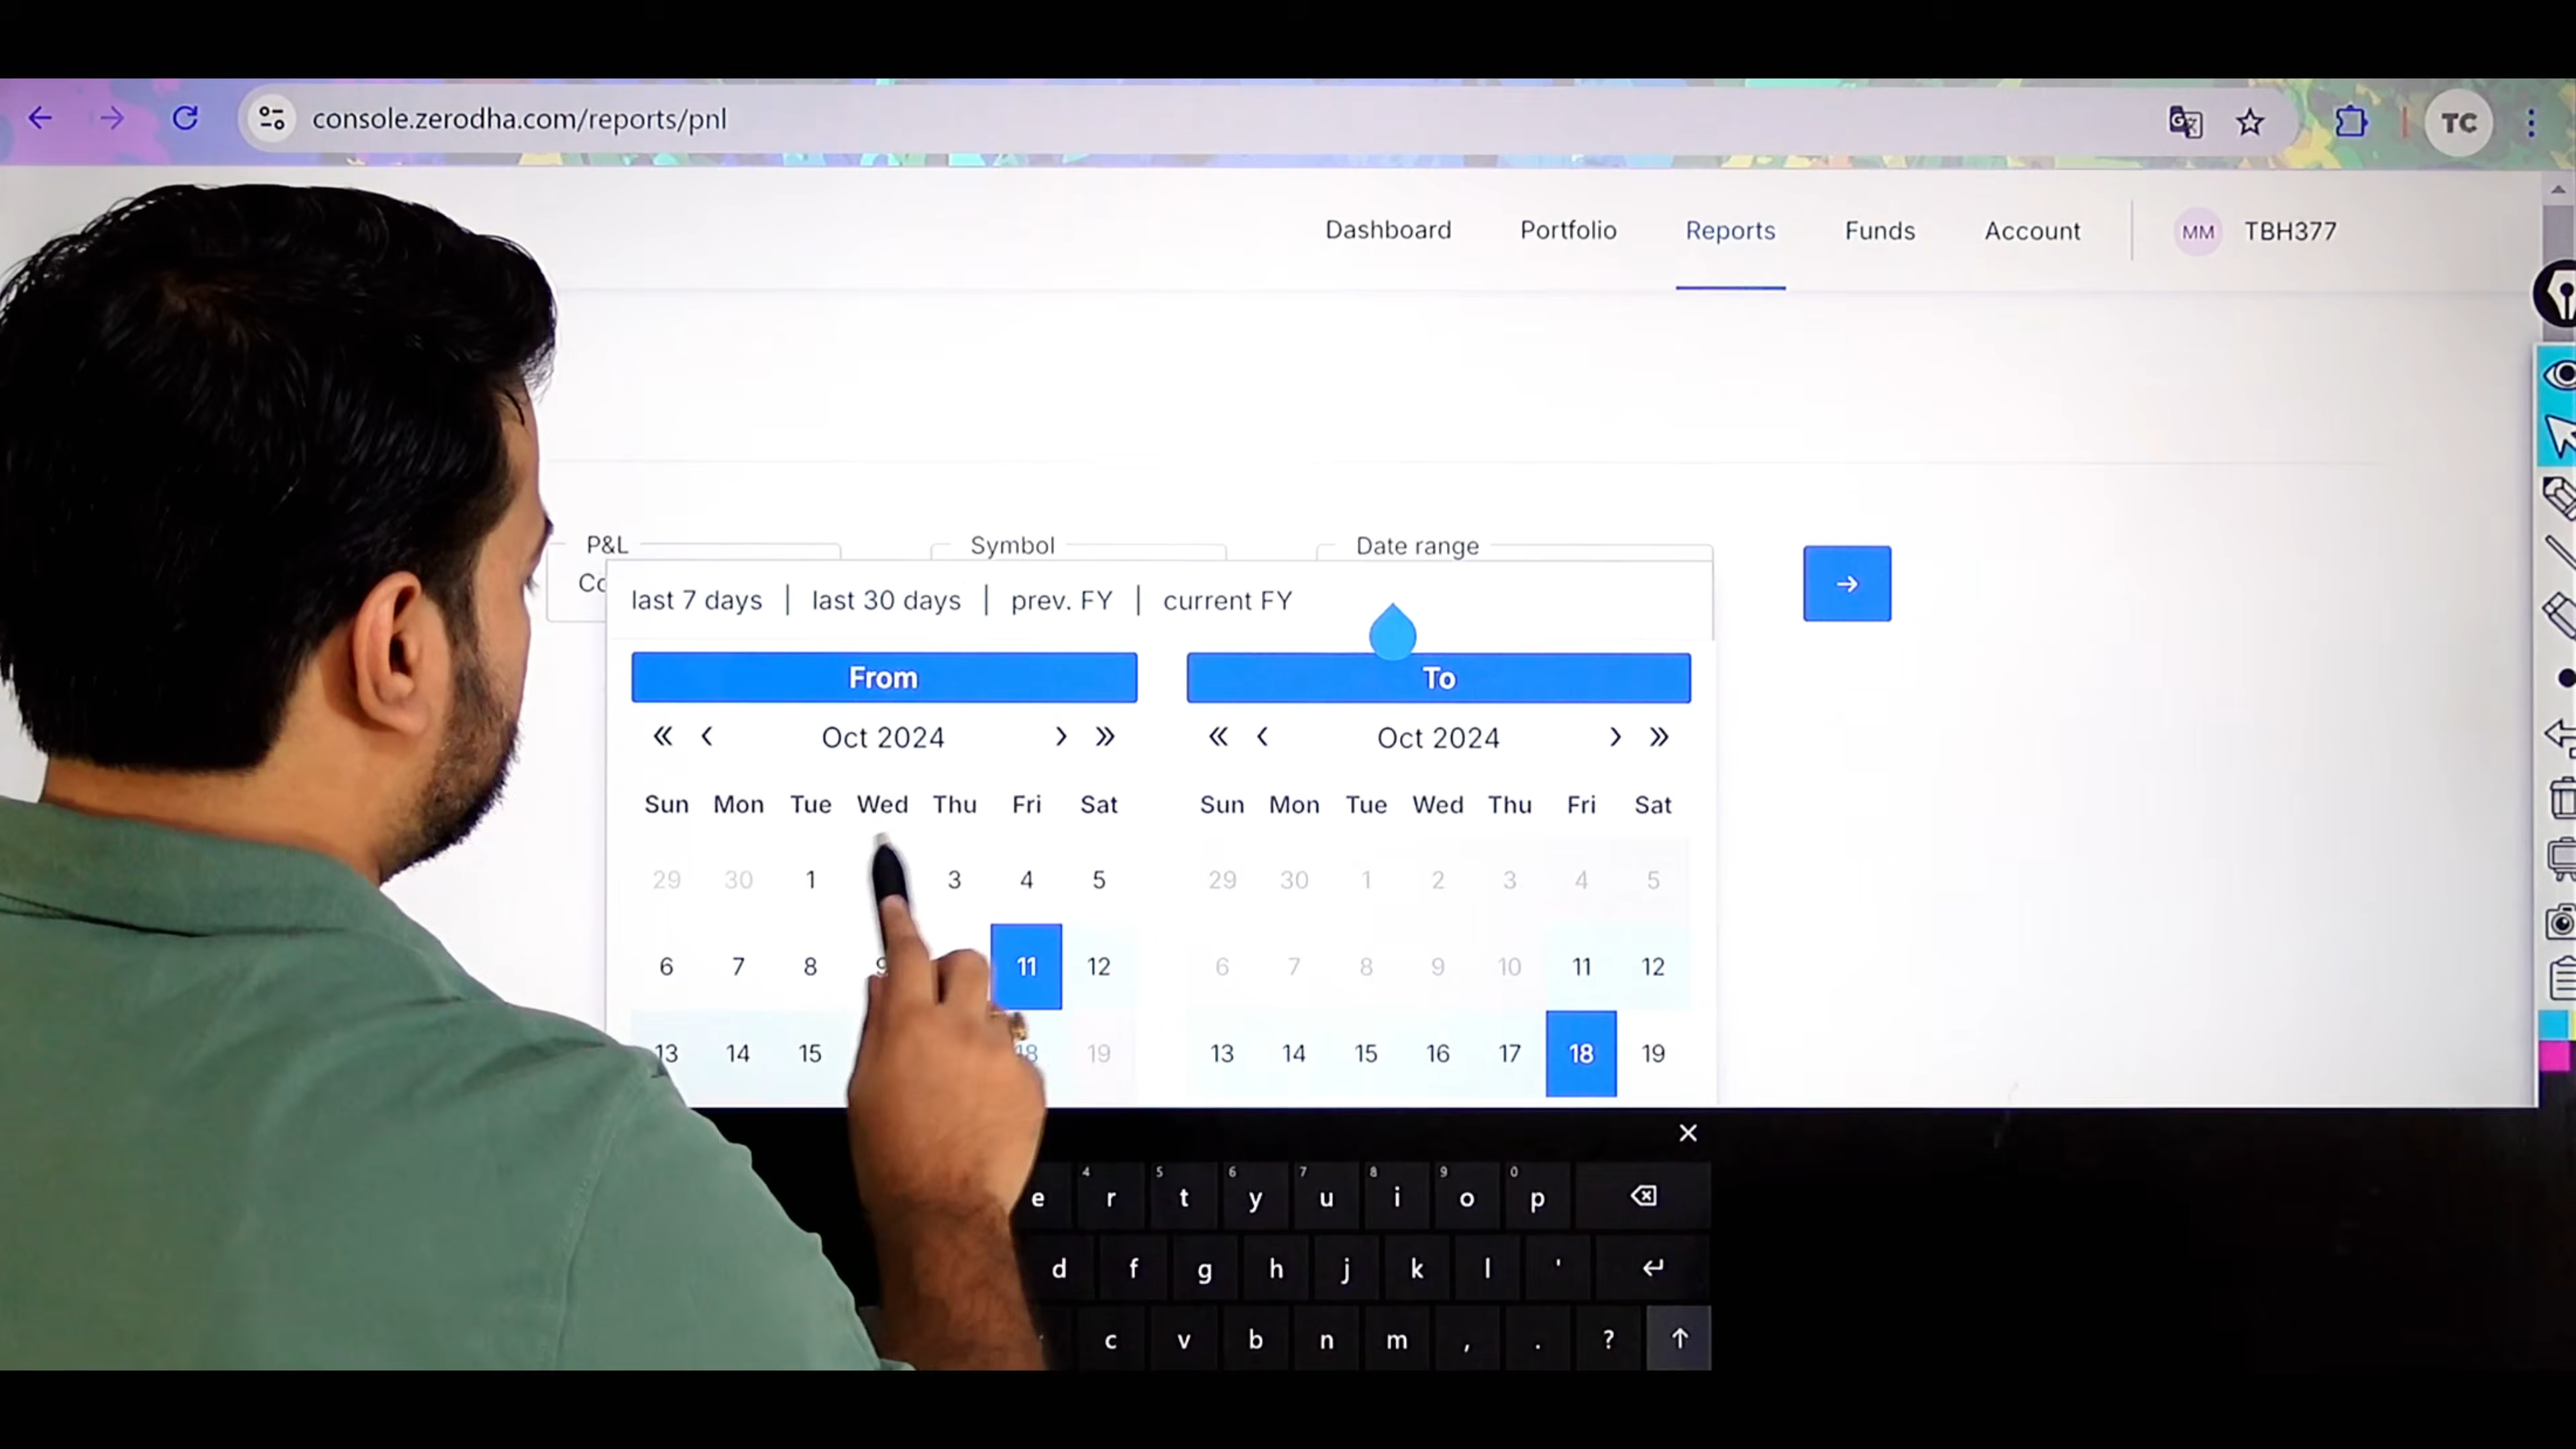 console.zerodha.com/reports/pnl
TC
Dashboard Portfolio Reports Funds Account MM TBH377
P&L Symbol Date range
last 7 days | last 30 days | prev. FY | current FY
From To
« ‹ Oct 2024 › » « ‹ Oct 2024 › »
Sun Mon Tue Wed Thu Fri Sat Sun Mon Tue Wed Thu Fri Sat
29 30 1 3 4 5 29 30 1 2 3 4 5
6 7 8 9 11 12 6 7 8 9 10 11 12
13 14 15 18 19 13 14 15 16 17 18 19
4 5 6 7 8 9 0
e r t y u i o p
d f g h j k l '
c v b n m , . ?